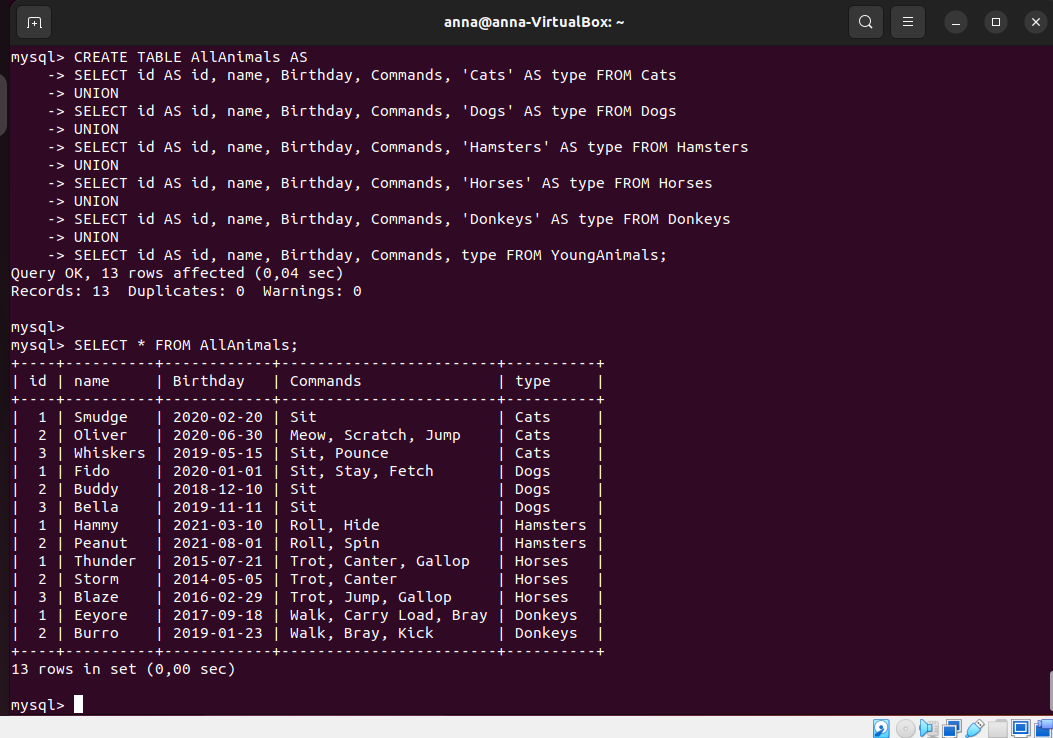 anna@anna-VirtualBox: ~
mysql> CREATE TABLE AllAnimals AS
    -> SELECT id AS id, name, Birthday, Commands, 'Cats' AS type FROM Cats
    -> UNION
    -> SELECT id AS id, name, Birthday, Commands, 'Dogs' AS type FROM Dogs
    -> UNION
    -> SELECT id AS id, name, Birthday, Commands, 'Hamsters' AS type FROM Hamsters
    -> UNION
    -> SELECT id AS id, name, Birthday, Commands, 'Horses' AS type FROM Horses
    -> UNION
    -> SELECT id AS id, name, Birthday, Commands, 'Donkeys' AS type FROM Donkeys
    -> UNION
    -> SELECT id AS id, name, Birthday, Commands, type FROM YoungAnimals;
Query OK, 13 rows affected (0,04 sec)
Records: 13  Duplicates: 0  Warnings: 0

mysql>
mysql> SELECT * FROM AllAnimals;
+----+----------+------------+------------------------+----------+
| id | name     | Birthday   | Commands               | type     |
+----+----------+------------+------------------------+----------+
|  1 | Smudge   | 2020-02-20 | Sit                    | Cats     |
|  2 | Oliver   | 2020-06-30 | Meow, Scratch, Jump    | Cats     |
|  3 | Whiskers | 2019-05-15 | Sit, Pounce            | Cats     |
|  1 | Fido     | 2020-01-01 | Sit, Stay, Fetch       | Dogs     |
|  2 | Buddy    | 2018-12-10 | Sit                    | Dogs     |
|  3 | Bella    | 2019-11-11 | Sit                    | Dogs     |
|  1 | Hammy    | 2021-03-10 | Roll, Hide             | Hamsters |
|  2 | Peanut   | 2021-08-01 | Roll, Spin             | Hamsters |
|  1 | Thunder  | 2015-07-21 | Trot, Canter, Gallop   | Horses   |
|  2 | Storm    | 2014-05-05 | Trot, Canter           | Horses   |
|  3 | Blaze    | 2016-02-29 | Trot, Jump, Gallop     | Horses   |
|  1 | Eeyore   | 2017-09-18 | Walk, Carry Load, Bray | Donkeys  |
|  2 | Burro    | 2019-01-23 | Walk, Bray, Kick       | Donkeys  |
+----+----------+------------+------------------------+----------+
13 rows in set (0,00 sec)

mysql>